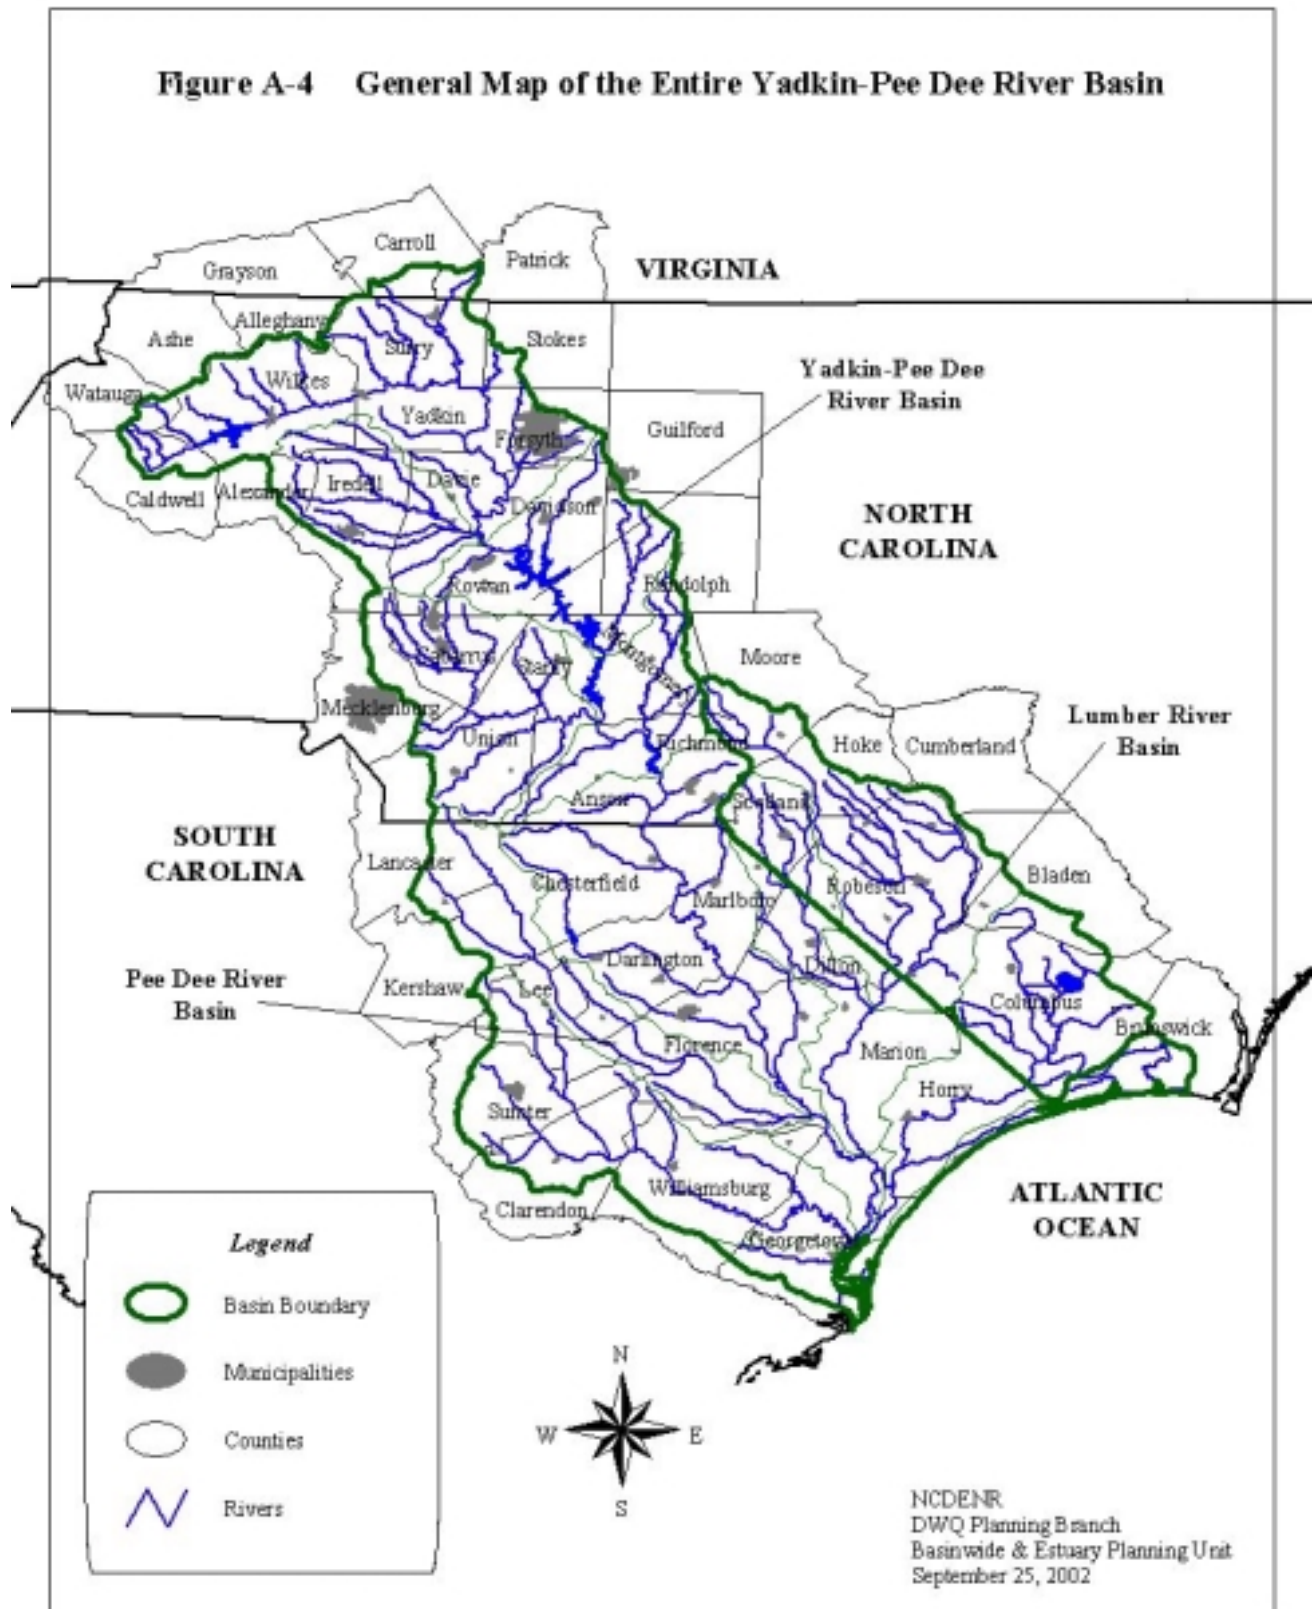 Figure A-4 General Map of the Entire Yadkin-Pee Dee River Basin
Carroll
Patrick
Grayson
VIRGINIA
Alleghany
Ashe
Surry
Stokes
Yadkin-Pee Dee
River Basin
Wilkes
Watauga
Yadkin
Forsyth
Guilford
Caldwell
Alexander
Iredell
Davie
Davidson
NORTH
CAROLINA
Rowan
Randolph
Cabarrus
Stanly
Montgomery
Moore
Mecklenburg
Union
Richmond
Hoke
Cumberland
Lumber River
Basin
Anson
Scotland
SOUTH
CAROLINA
Lancaster
Chesterfield
Marlboro
Robeson
Bladen
Pee Dee River
Basin
Kershaw
Lee
Darlington
Dillon
Columbus
Brunswick
Florence
Marion
Horry
Sumter
Williamsburg
Clarendon
Georgetown
ATLANTIC
OCEAN
Legend
Basin Boundary
Municipalities
Counties
Rivers
N
W
E
S
NCDENR
DWQ Planning Branch
Basinwide & Estuary Planning Unit
September 25, 2002